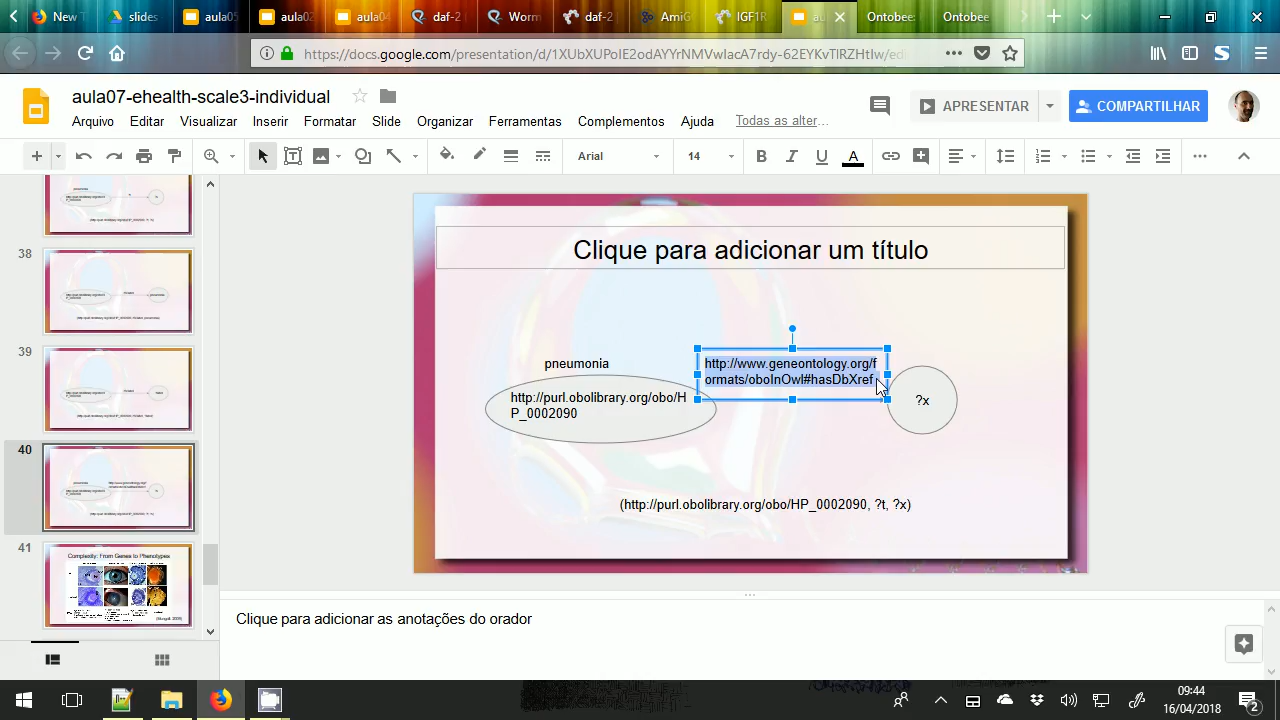 New T
slides
aula05
aula02
aula04
daf-2
Worm
daf-2
AmiG
IGF1R
au
Ontobee
Ontobee
https://docs.google.com/presentation/d/1XUbXUPoIE2odAYYrNMVwIacA7rdy-62EYKvTlRZHtIw/ed
aula07-ehealth-scale3-individual
APRESENTAR
COMPARTILHAR
Arquivo Editar Visualizar Inserir Formatar Slide Organizar Ferramentas Complementos Ajuda Todas as alter...
Arial
14
B I U A
38
39
40
41
Complexity: From Genes to Phenotypes
Clique para adicionar um título
pneumonia
http://www.geneontology.org/f
ormats/oboInOwl#hasDbXref
http://purl.obolibrary.org/obo/H
P_0002090
?x
(http://purl.obolibrary.org/obo/HP_0002090, ?t, ?x)
Clique para adicionar as anotações do orador
09:44
16/04/2018
2